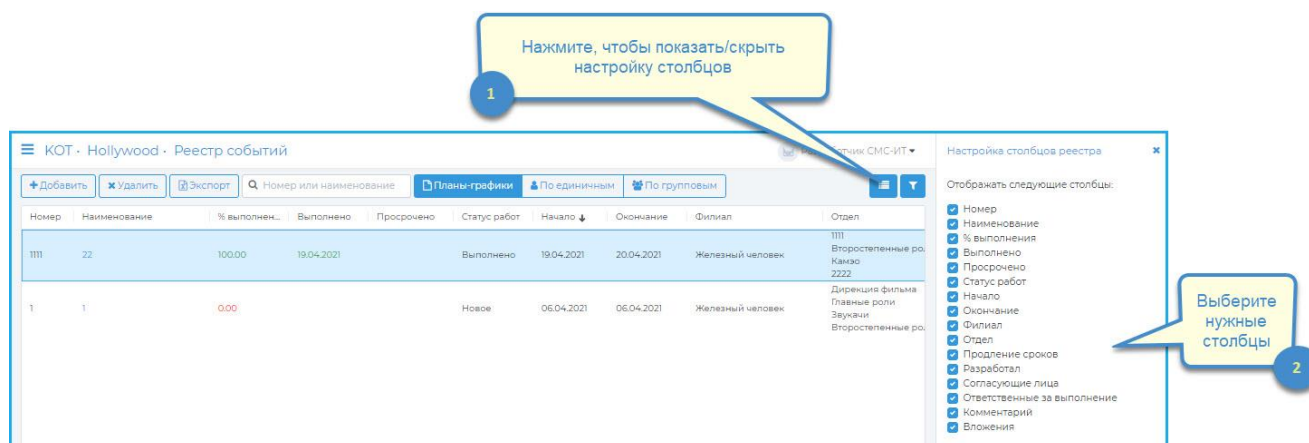 Нажмите, чтобы показать/скрыть
настройку столбцов
1
КОТ · Hollywood · Реестр событий
отчик СМС-ИТ
Настройка столбцов реестра
Добавить Удалить Экспорт Номер или наименование Планы-графики По единичным По групповым
Отображать следующие столбцы:
Номер Наименование % выполнен... Выполнено Просрочено Статус работ Начало Окончание Филиал Отдел
1111 22 100.00 19.04.2021 Выполнено 19.04.2021 20.04.2021 Железный человек
1111
Второстепенные ро
Камэо
2222
1 1 0.00 Новое 06.04.2021 06.04.2021 Железный человек
Дирекция фильма
Главные роли
Звукачи
Второстепенные ро
Номер
Наименование
% выполнения
Выполнено
Просрочено
Статус работ
Начало
Окончание
Филиал
Отдел
Продление сроков
Разработал
Согласующие лица
Ответственные за выполнение
Комментарий
Вложения
Выберите
нужные
столбцы
2